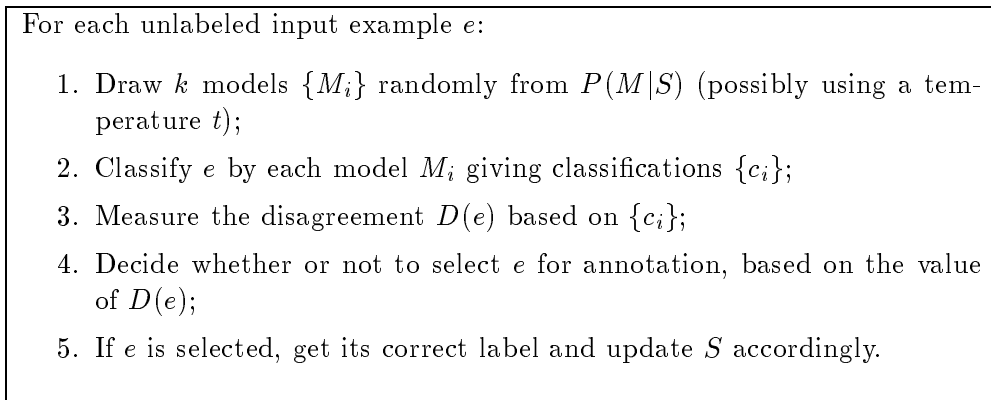 For each unlabeled input example e:
1. Draw k models {M_i} randomly from P(M|S) (possibly using a tem-
perature t);
2. Classify e by each model M_i giving classifications {c_i};
3. Measure the disagreement D(e) based on {c_i};
4. Decide whether or not to select e for annotation, based on the value
of D(e);
5. If e is selected, get its correct label and update S accordingly.